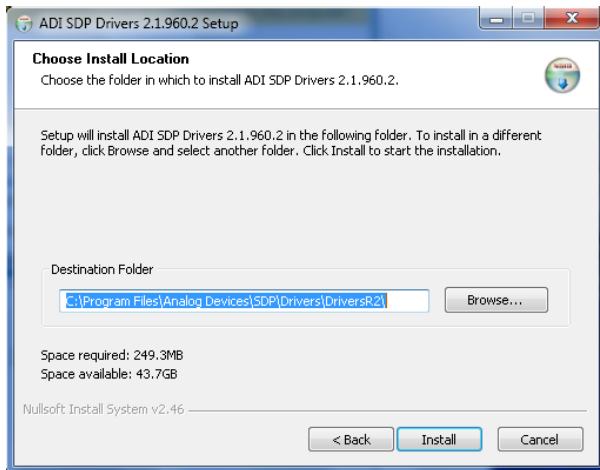 ADI SDP Drivers 2.1.960.2 Setup
Choose Install Location
Choose the folder in which to install ADI SDP Drivers 2.1.960.2.
Setup will install ADI SDP Drivers 2.1.960.2 in the following folder. To install in a different
folder, click Browse and select another folder. Click Install to start the installation.
Destination Folder
C:\Program Files\Analog Devices\SDP\Drivers\DriversR2\
Browse...
Space required: 249.3MB
Space available: 43.7GB
Nullsoft Install System v2.46
< Back Install Cancel